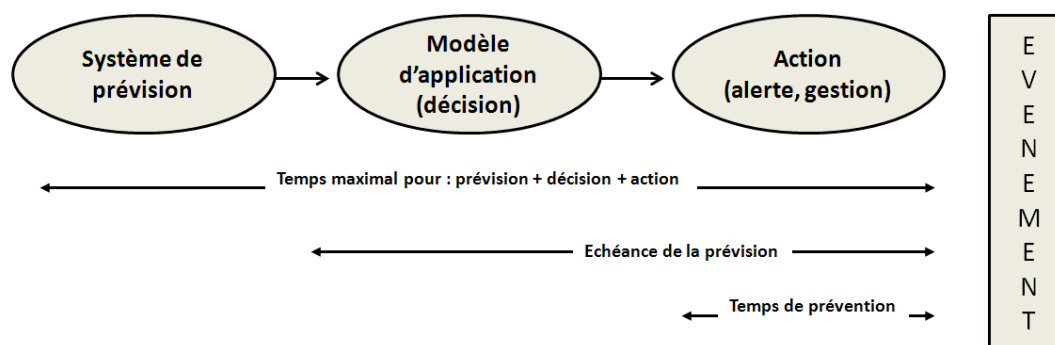 Système de
prévision
Modèle
d'application
(décision)
Action
(alerte, gestion)
Temps maximal pour : prévision + décision + action
Echéance de la prévision
Temps de prévention
E
V
E
N
E
M
E
N
T